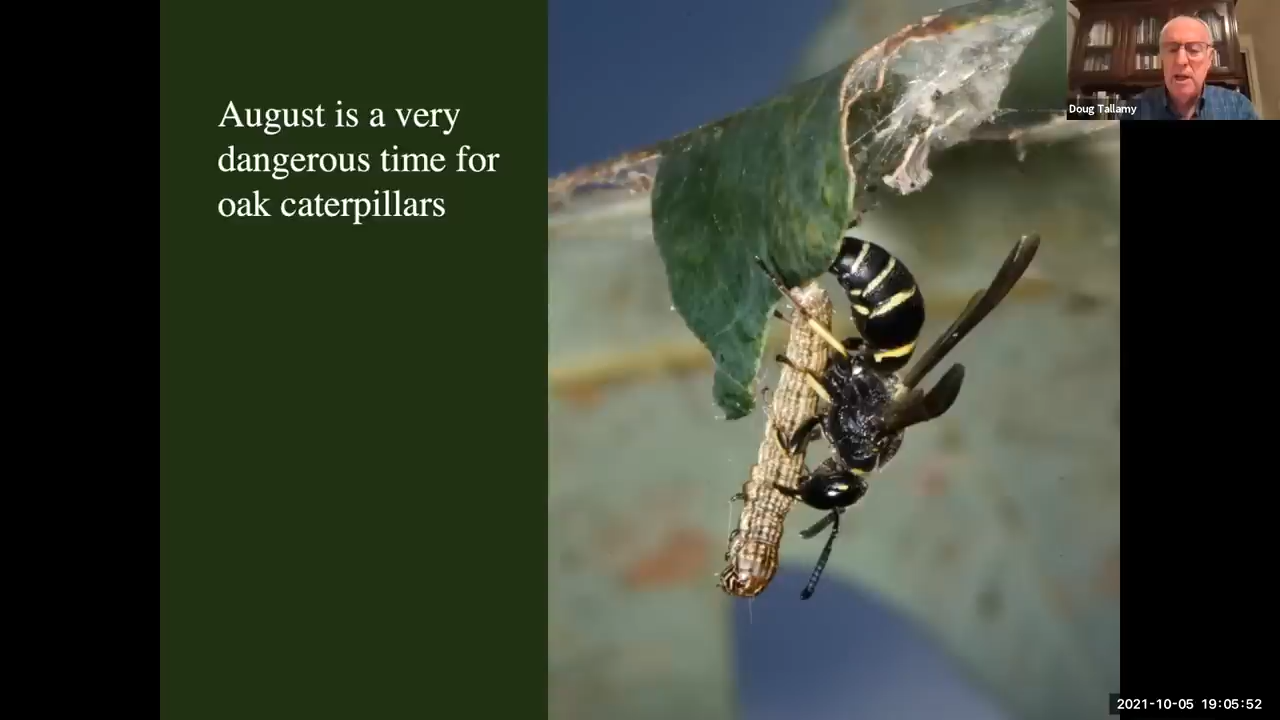 August is a very
dangerous time for
oak caterpillars
Doug Tallamy
2021-10-05 19:05:52